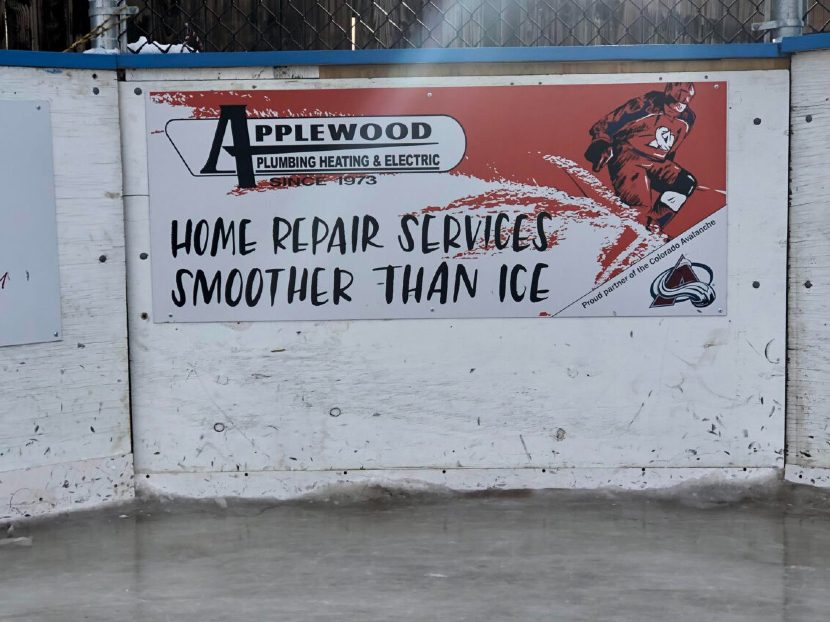 APPLEWOOD
PLUMBING HEATING & ELECTRIC
SINCE 1973
HOME REPAIR SERVICES
SMOOTHER THAN ICE
Proud partner of the Colorado Avalanche